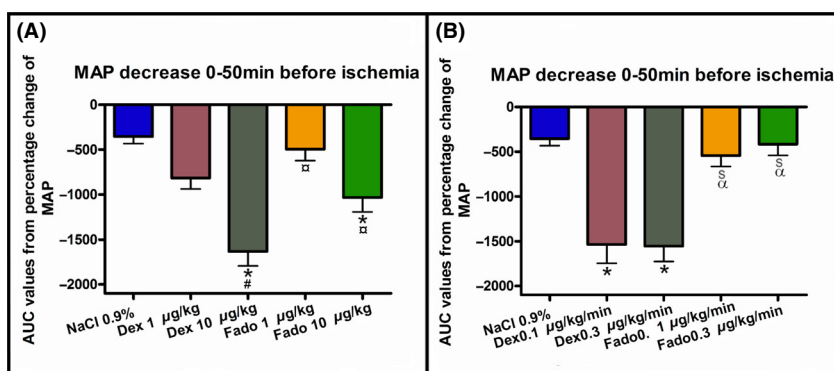 (A)
MAP decrease 0-50min before ischemia
AUC values from percentage change of
MAP
0
−500
−1000
−1500
−2000
¤
*
¤
*
#
NaCl 0.9%
Dex 1 µg/kg
Dex 10 µg/kg
Fado 1 µg/kg
Fado 10 µg/kg
(B)
MAP decrease 0-50min before ischemia
AUC values from percentage change of
MAP
0
−500
−1000
−1500
−2000
s
α
s
α
*
*
NaCl 0.9%
Dex0.1 µg/kg/min
Dex0.3 µg/kg/min
Fado0. 1 µg/kg/min
Fado0.3 µg/kg/min